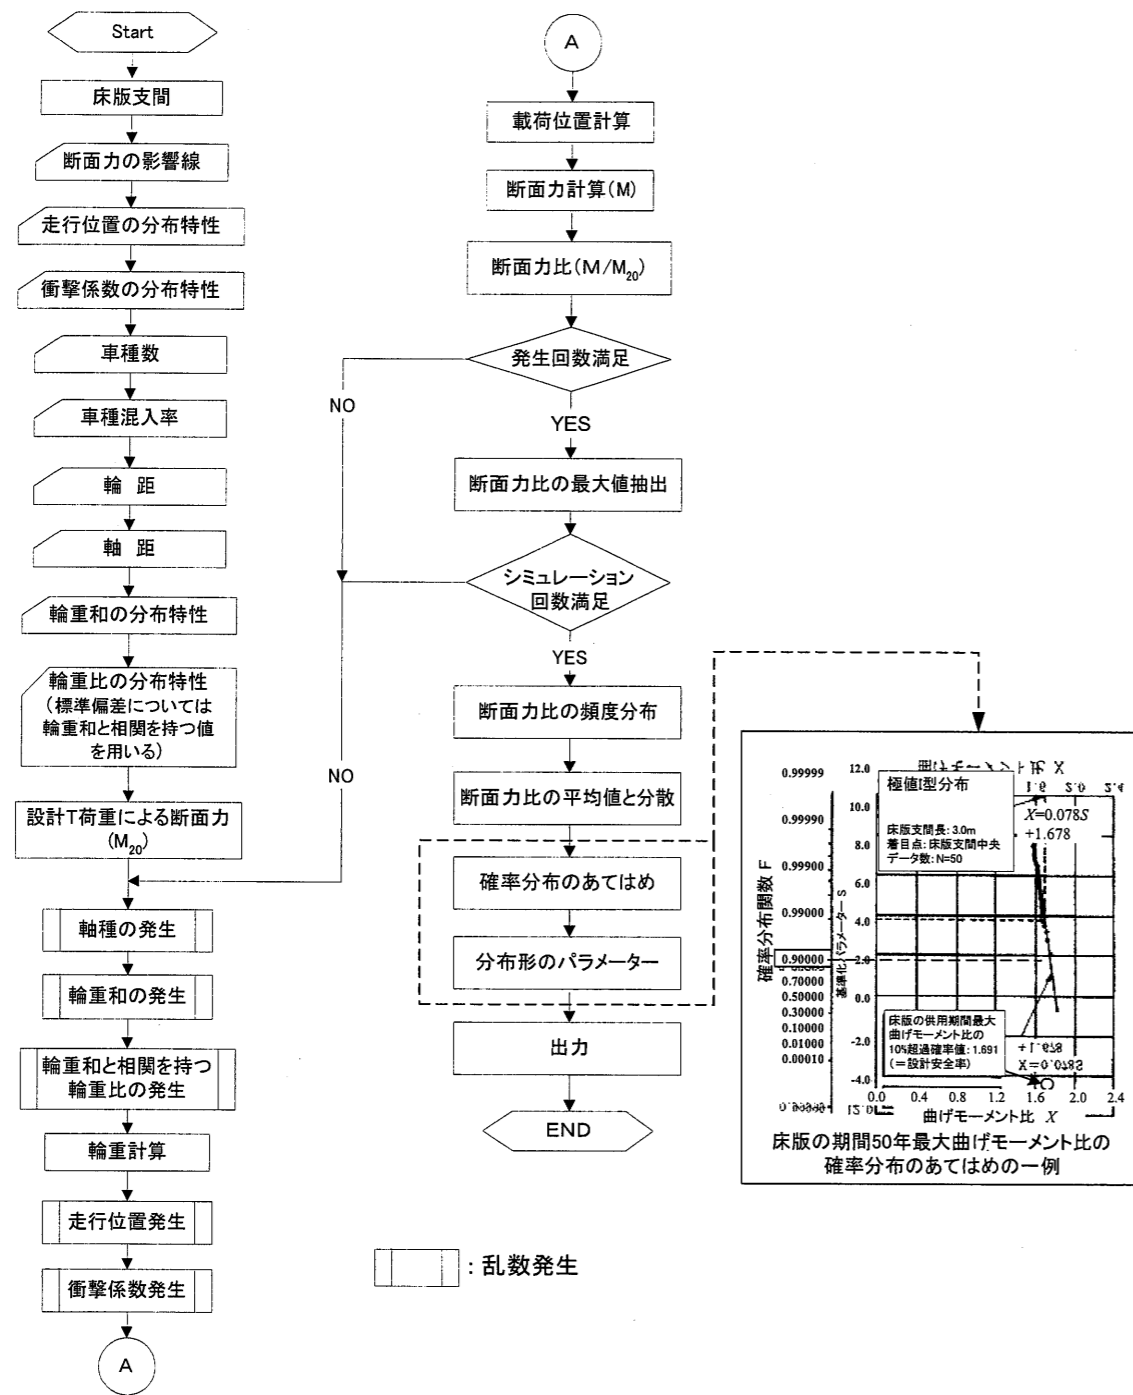 Start
床版支間
断面力の影響線
走行位置の分布特性
衝撃係数の分布特性
車種数
車種混入率
輪 距
軸 距
輪重和の分布特性
輪重比の分布特性
(標準偏差については
輪重和と相関を持つ値
を用いる)
設計T荷重による断面力
(M20)
軸種の発生
輪重和の発生
輪重和と相関を持つ
輪重比の発生
輪重計算
走行位置発生
衝撃係数発生
A
A
載荷位置計算
断面力計算(M)
断面力比(M/M20)
発生回数満足
NO
YES
断面力比の最大値抽出
シミュレーション
回数満足
NO
YES
断面力比の頻度分布
断面力比の平均値と分散
確率分布のあてはめ
分布形のパラメーター
出力
END
: 乱数発生
曲げモーメント比 X
1.6 2.0 2.4
確率分布関数 F
0.99999
0.99990
0.99900
0.99000
0.90000
0.70000
0.50000
0.30000
0.10000
0.01000
0.00010
基準化パラメーター S
12.0
10.0
8.0
6.0
4.0
2.0
0.0
-2.0
-4.0
極値I型分布
床版支間長: 3.0m
着目点: 床版支間中央
データ数: N=50
X=0.078S
+1.678
床版の供用期間最大
曲げモーメント比の
10%超過確率値: 1.691
(=設計安全率)
+1.678
X=0.078S
0.99999 12.0
0.0 0.4 0.8 1.2 1.6 2.0 2.4
曲げモーメント比 X
床版の期間50年最大曲げモーメント比の
確率分布のあてはめの一例